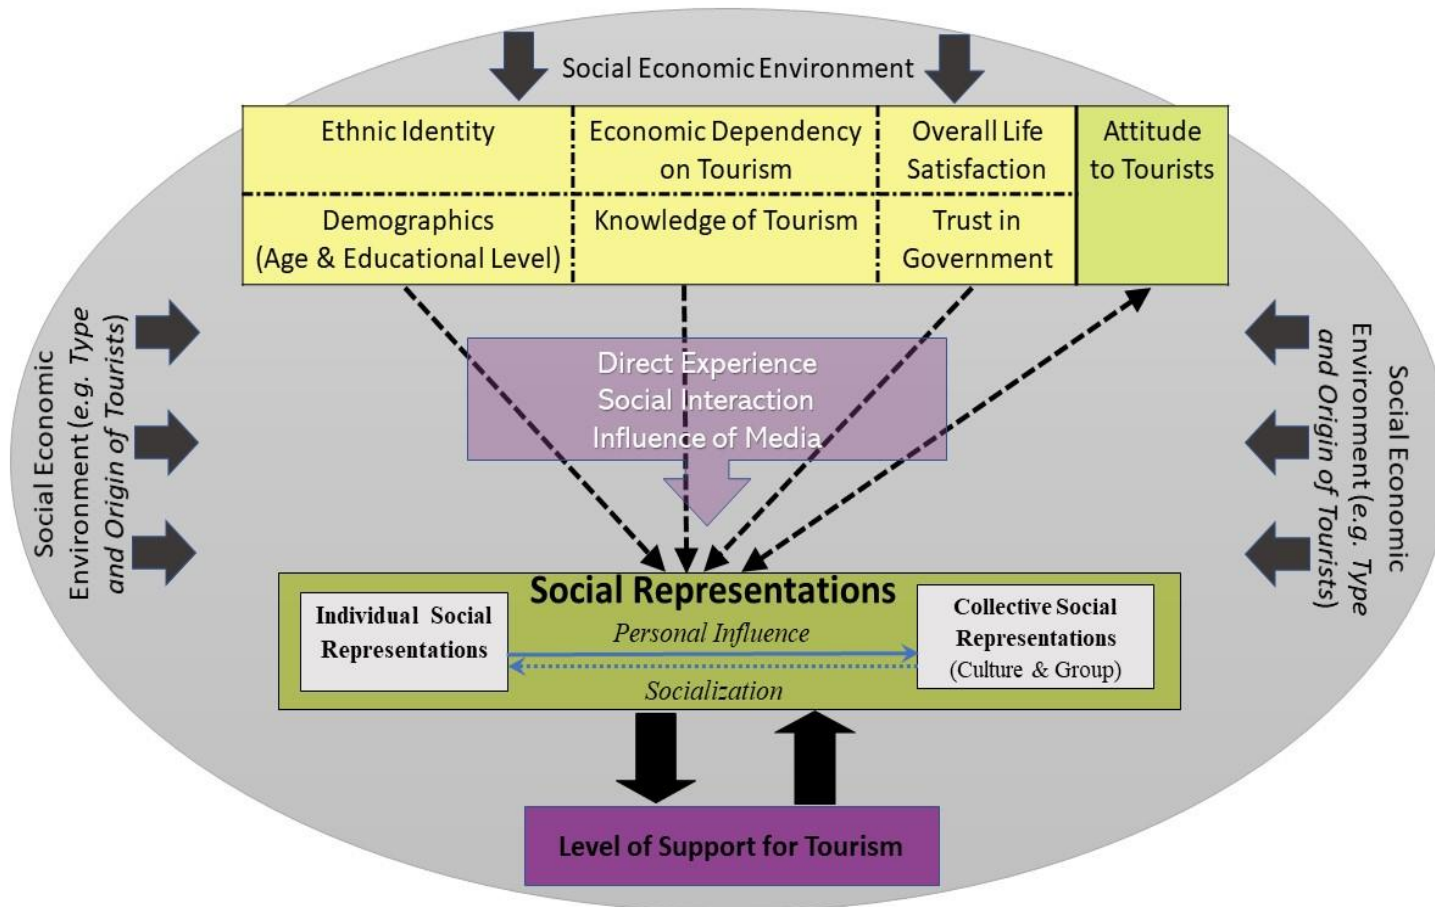 Social Economic Environment
Ethnic Identity
Economic Dependency
on Tourism
Overall Life
Satisfaction
Attitude
to Tourists
Demographics
(Age & Educational Level)
Knowledge of Tourism
Trust in
Government
Social Economic
Environment (e.g. Type
and Origin of Tourists)
Direct Experience
Social Interaction
Influence of Media
Social Economic
Environment (e.g. Type
and Origin of Tourists)
Social Representations
Individual Social
Representations
Personal Influence
Socialization
Collective Social
Representations
(Culture & Group)
Level of Support for Tourism